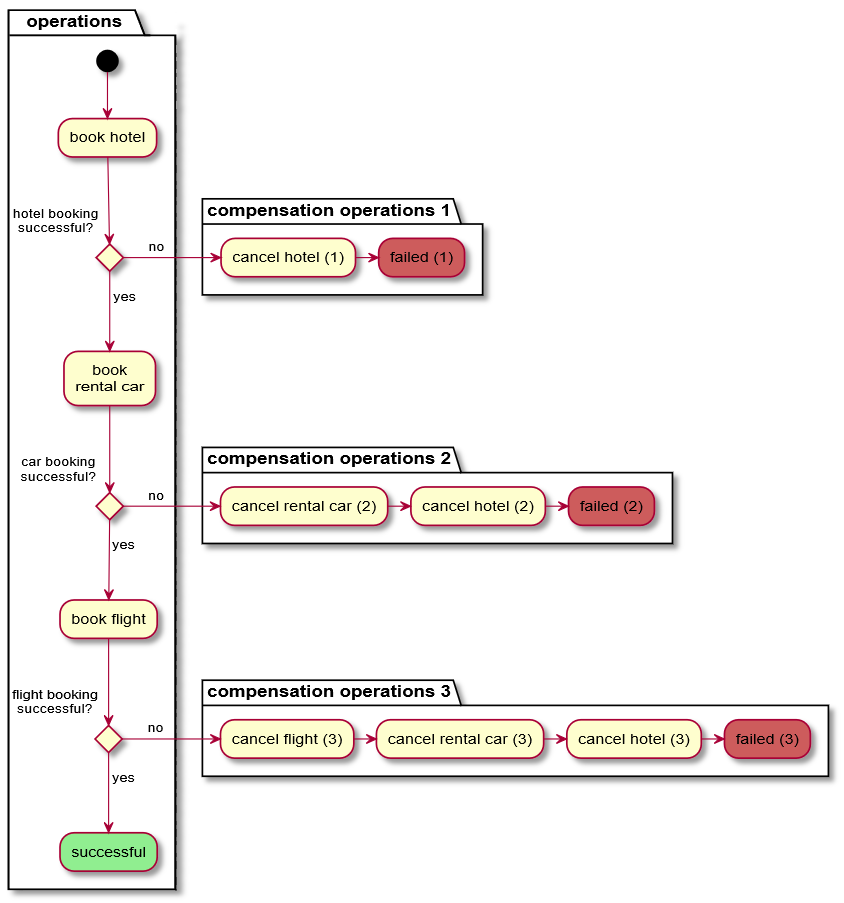 operations
book hotel
hotel booking
successful?
no
compensation operations 1
cancel hotel (1)
failed (1)
yes
book
rental car
car booking
successful?
no
compensation operations 2
cancel rental car (2)
cancel hotel (2)
failed (2)
yes
book flight
flight booking
successful?
no
compensation operations 3
cancel flight (3)
cancel rental car (3)
cancel hotel (3)
failed (3)
yes
successful